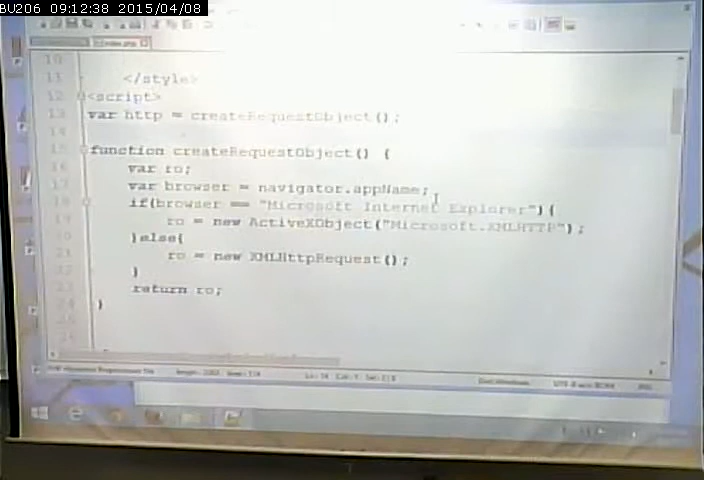 BU206 09:12:38 2015/04/08
10
11 </style>
12 <script>
13 var http = createRequestObject();
14
15 function createRequestObject() {
16 var ro;
17 var browser = navigator.appName;
18 if(browser == "Microsoft Internet Explorer"){
19 ro = new ActiveXObject("Microsoft.XMLHTTP");
20 }else{
21 ro = new XMLHttpRequest();
22 }
23 return ro;
24 }